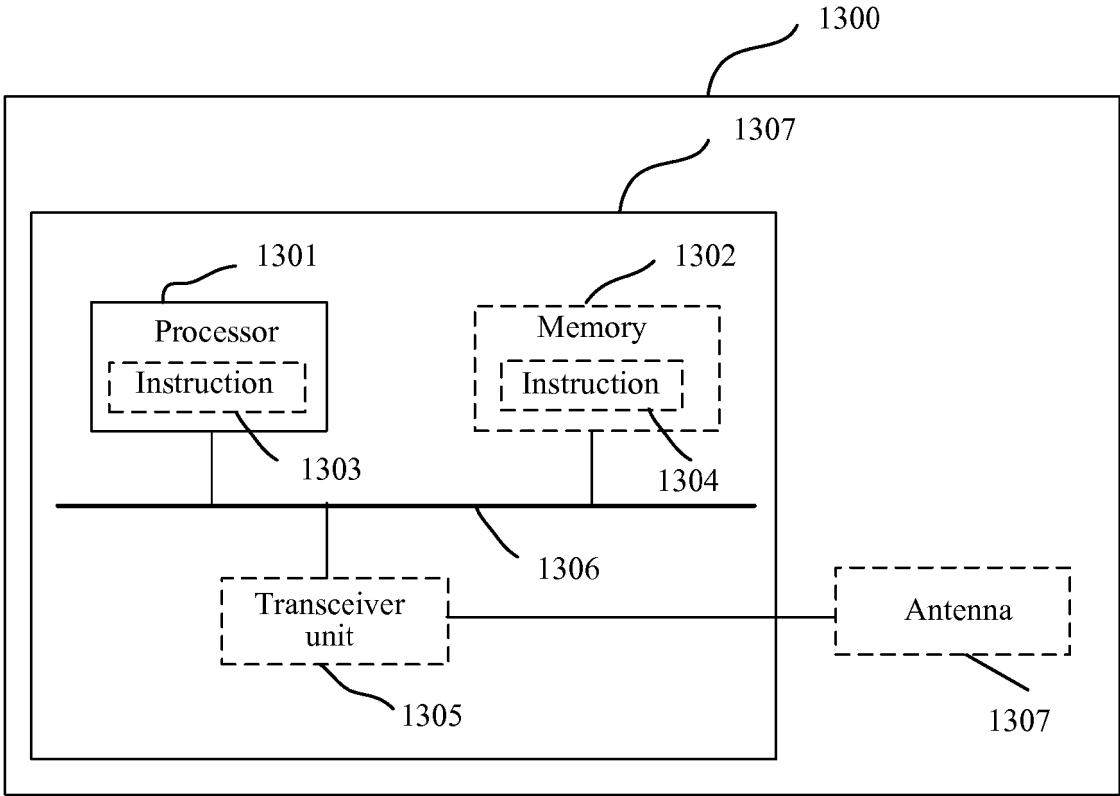 1300
1307
1301
1302
Processor
Memory
Instruction
Instruction
1303
1304
1306
Transceiver
unit
Antenna
1305
1307